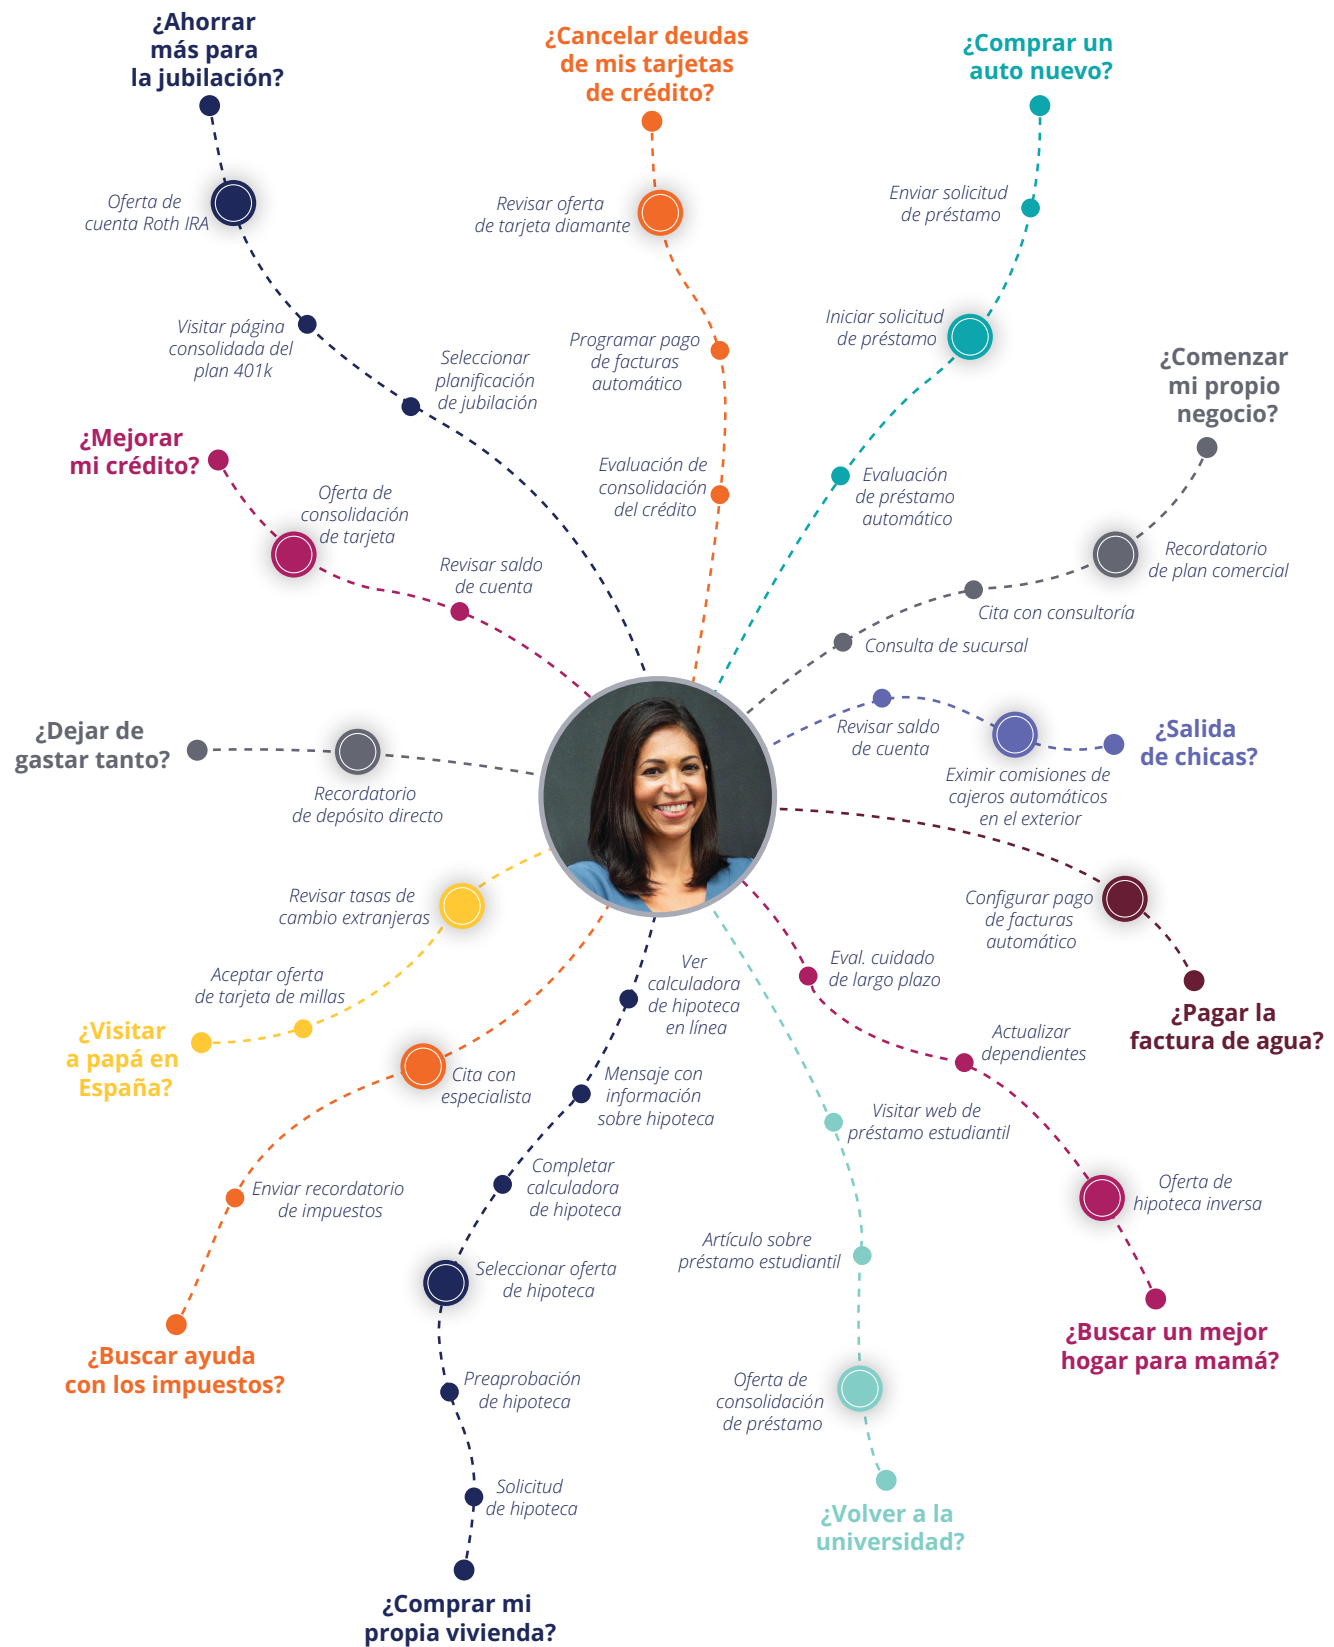 ¿Ahorrar
más para
la jubilación?
Oferta de
cuenta Roth IRA
Visitar página
consolidada del
plan 401k
Seleccionar
planificación
de jubilación
¿Cancelar deudas
de mis tarjetas
de crédito?
Revisar oferta
de tarjeta diamante
Programar pago
de facturas
automático
Evaluación de
consolidación
del crédito
¿Comprar un
auto nuevo?
Enviar solicitud
de préstamo
Iniciar solicitud
de préstamo
Evaluación
de préstamo
automático
¿Comenzar
mi propio
negocio?
Recordatorio
de plan comercial
Cita con consultoría
Consulta de sucursal
¿Mejorar
mi crédito?
Oferta de
consolidación
de tarjeta
Revisar saldo
de cuenta
¿Salida
de chicas?
Revisar saldo
de cuenta
Eximir comisiones de
cajeros automáticos
en el exterior
¿Dejar de
gastar tanto?
Recordatorio
de depósito directo
Configurar pago
de facturas
automático
¿Pagar la
factura de agua?
Revisar tasas de
cambio extranjeras
Aceptar oferta
de tarjeta de millas
¿Visitar
a papá en
España?
Cita con
especialista
Enviar recordatorio
de impuestos
¿Buscar ayuda
con los impuestos?
Ver
calculadora
de hipoteca
en línea
Mensaje con
información
sobre hipoteca
Completar
calculadora
de hipoteca
Seleccionar oferta
de hipoteca
Preaprobación
de hipoteca
Solicitud
de hipoteca
¿Comprar mi
propia vivienda?
Eval. cuidado
de largo plazo
Actualizar
dependientes
Oferta de
hipoteca inversa
¿Buscar un mejor
hogar para mamá?
Visitar web de
préstamo estudiantil
Artículo sobre
préstamo estudiantil
Oferta de
consolidación
de préstamo
¿Volver a la
universidad?